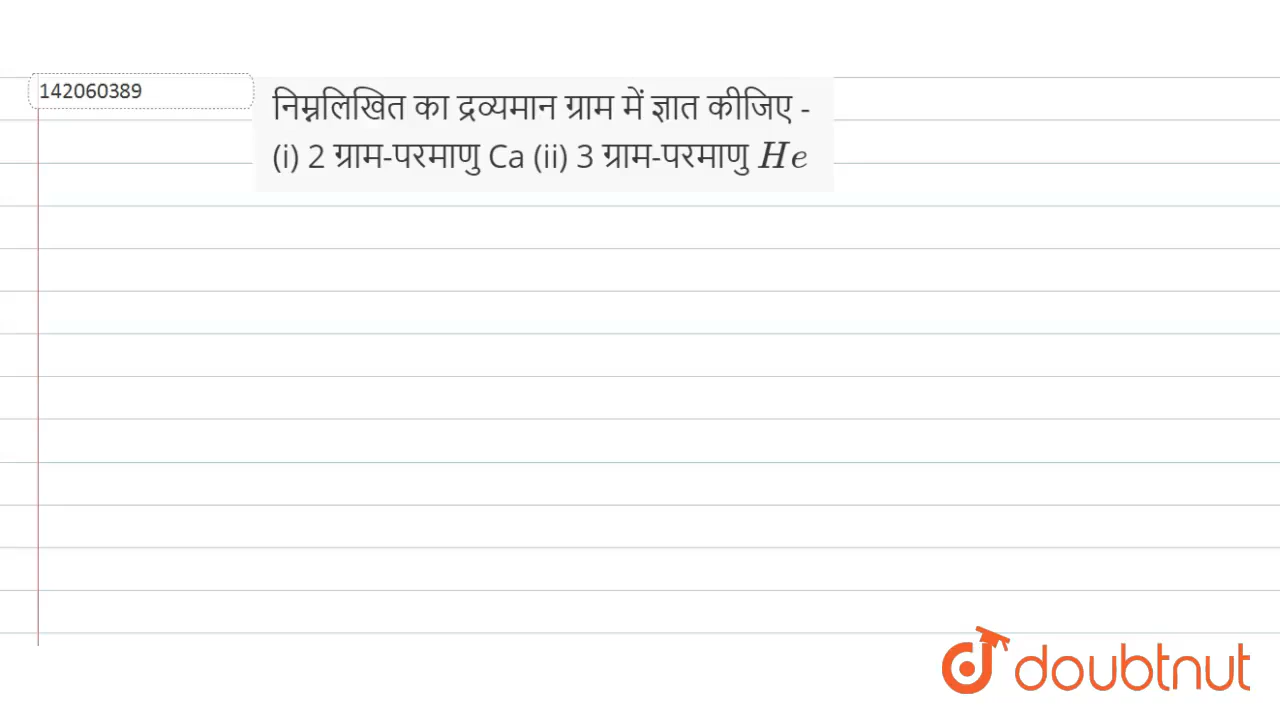 142060389
निम्नलिखित का द्रव्यमान ग्राम में ज्ञात कीजिए -
(i) 2 ग्राम-परमाणु Ca (ii) 3 ग्राम-परमाणु He
doubtnut